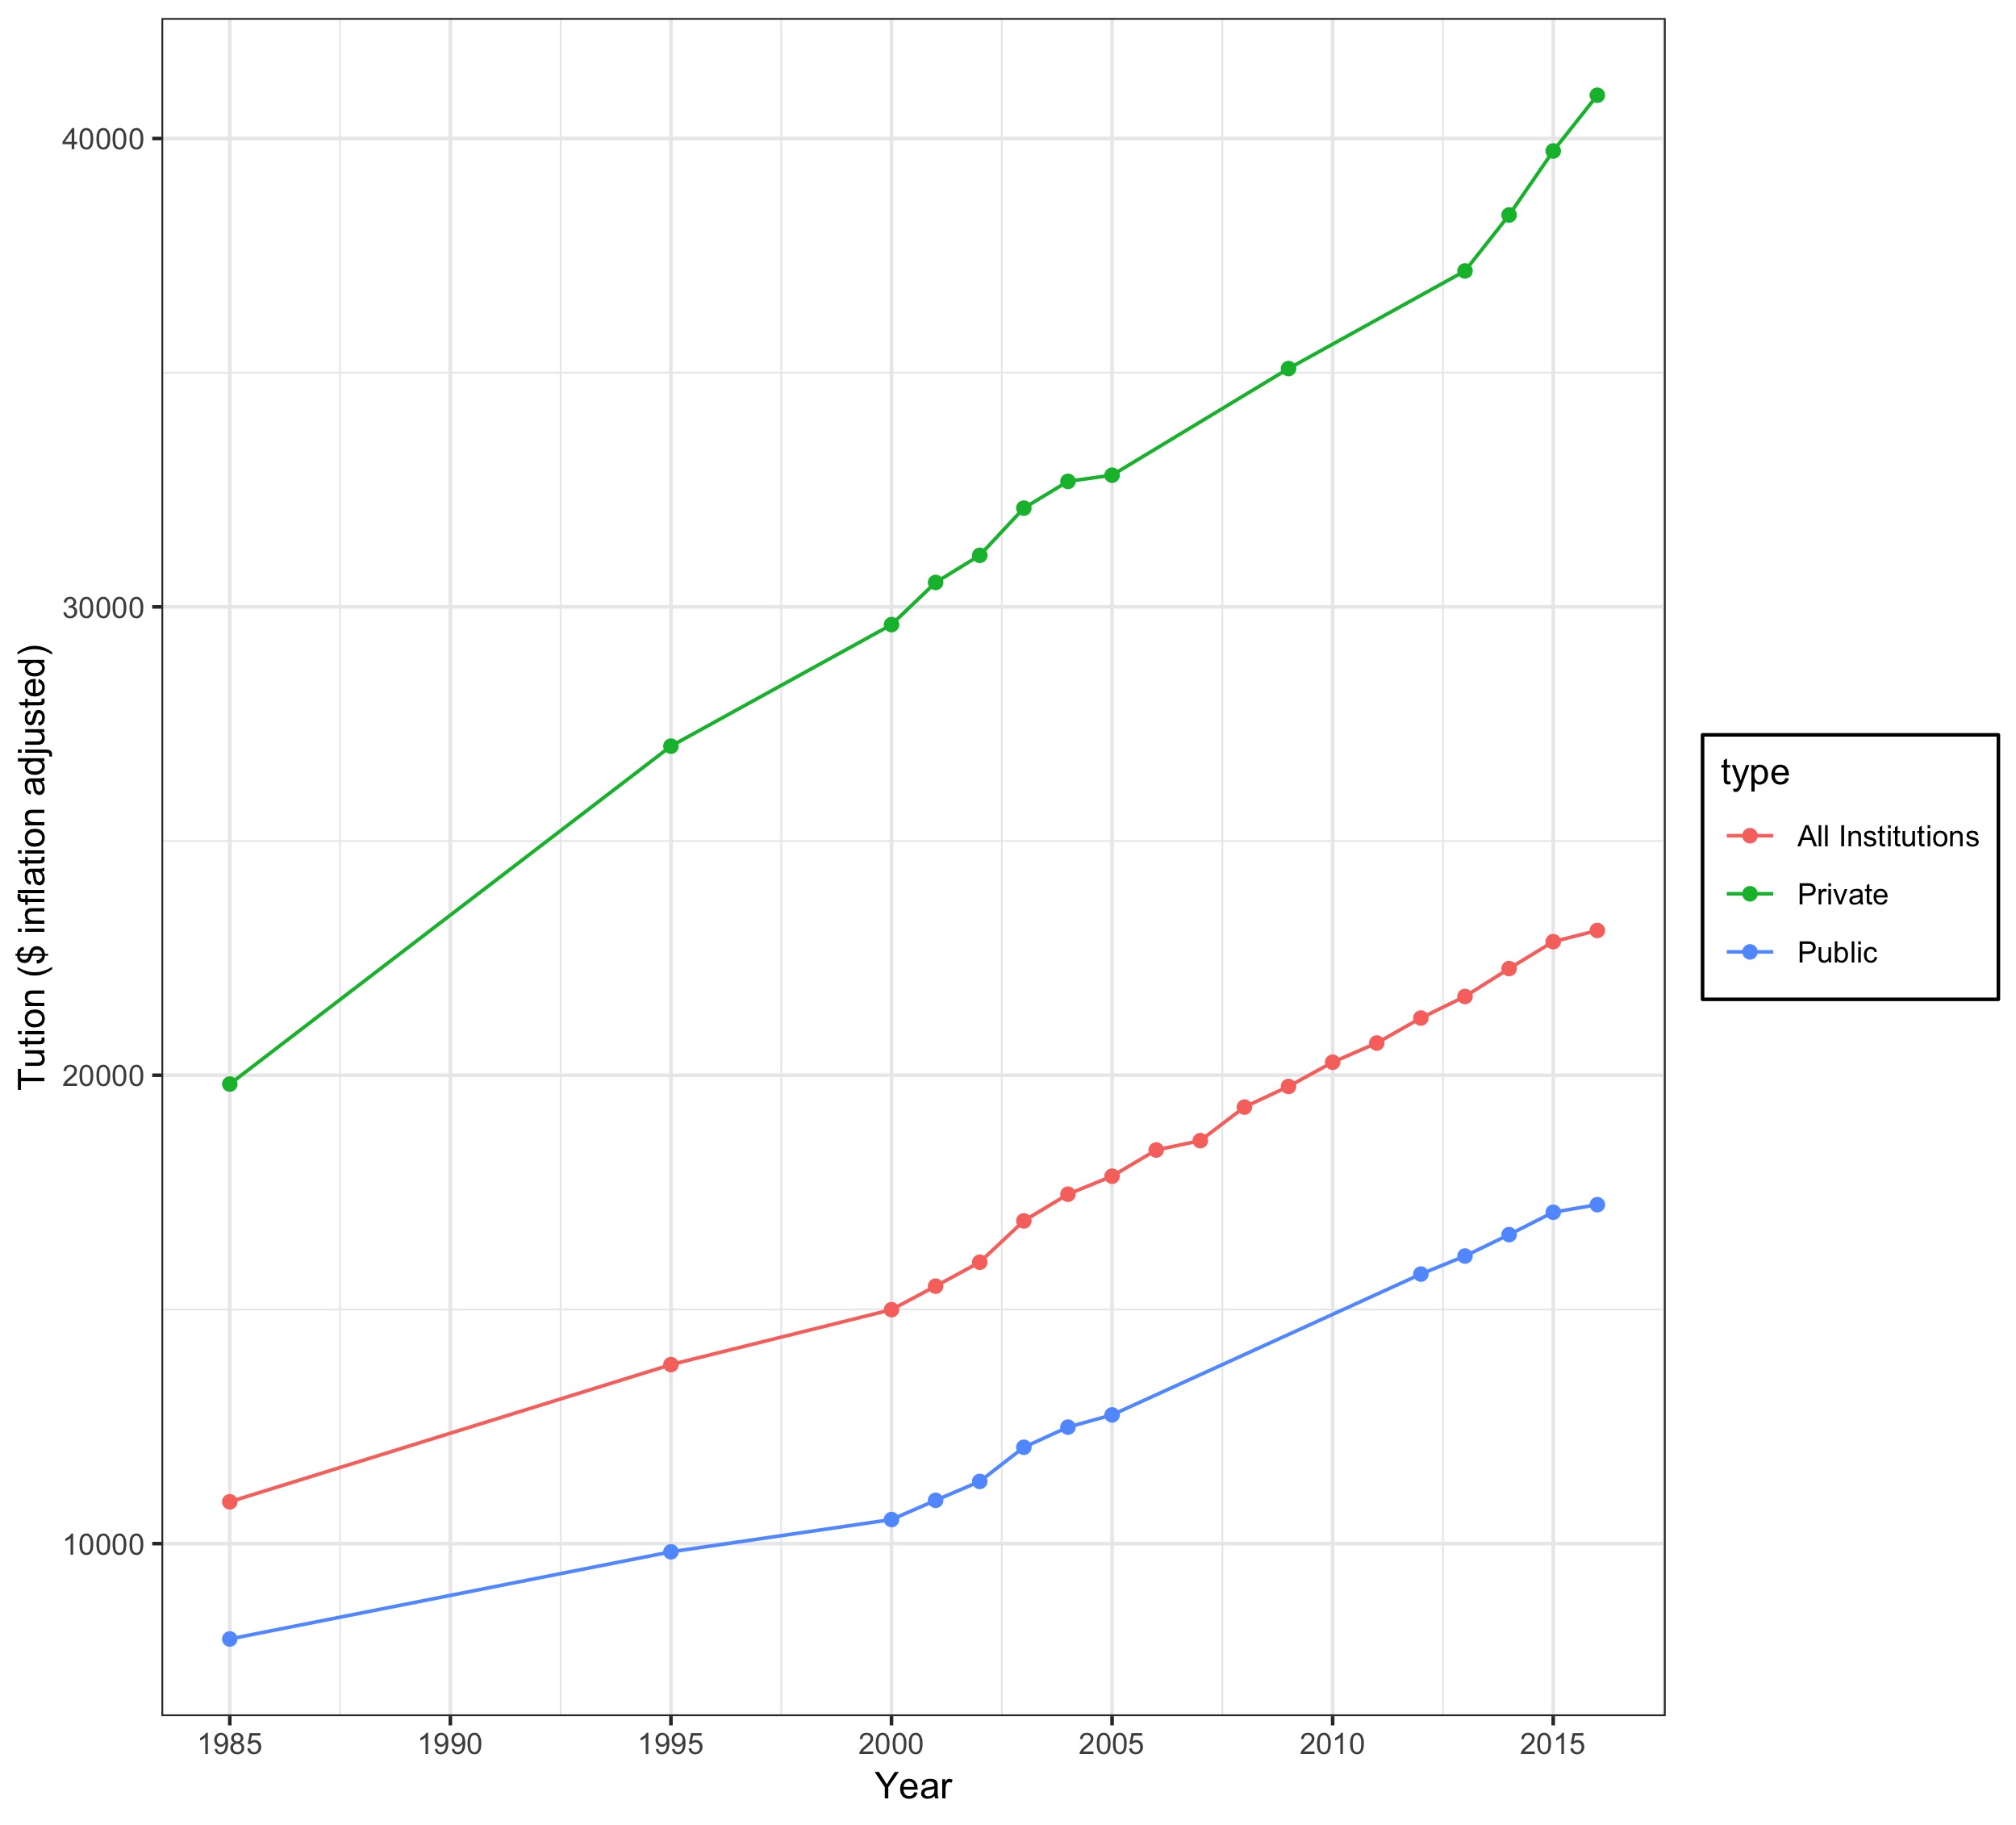 Tution ($ inflation adjusted)
40000
30000
20000
10000
1985 1990 1995 2000 2005 2010 2015
Year
type
All Institutions
Private
Public